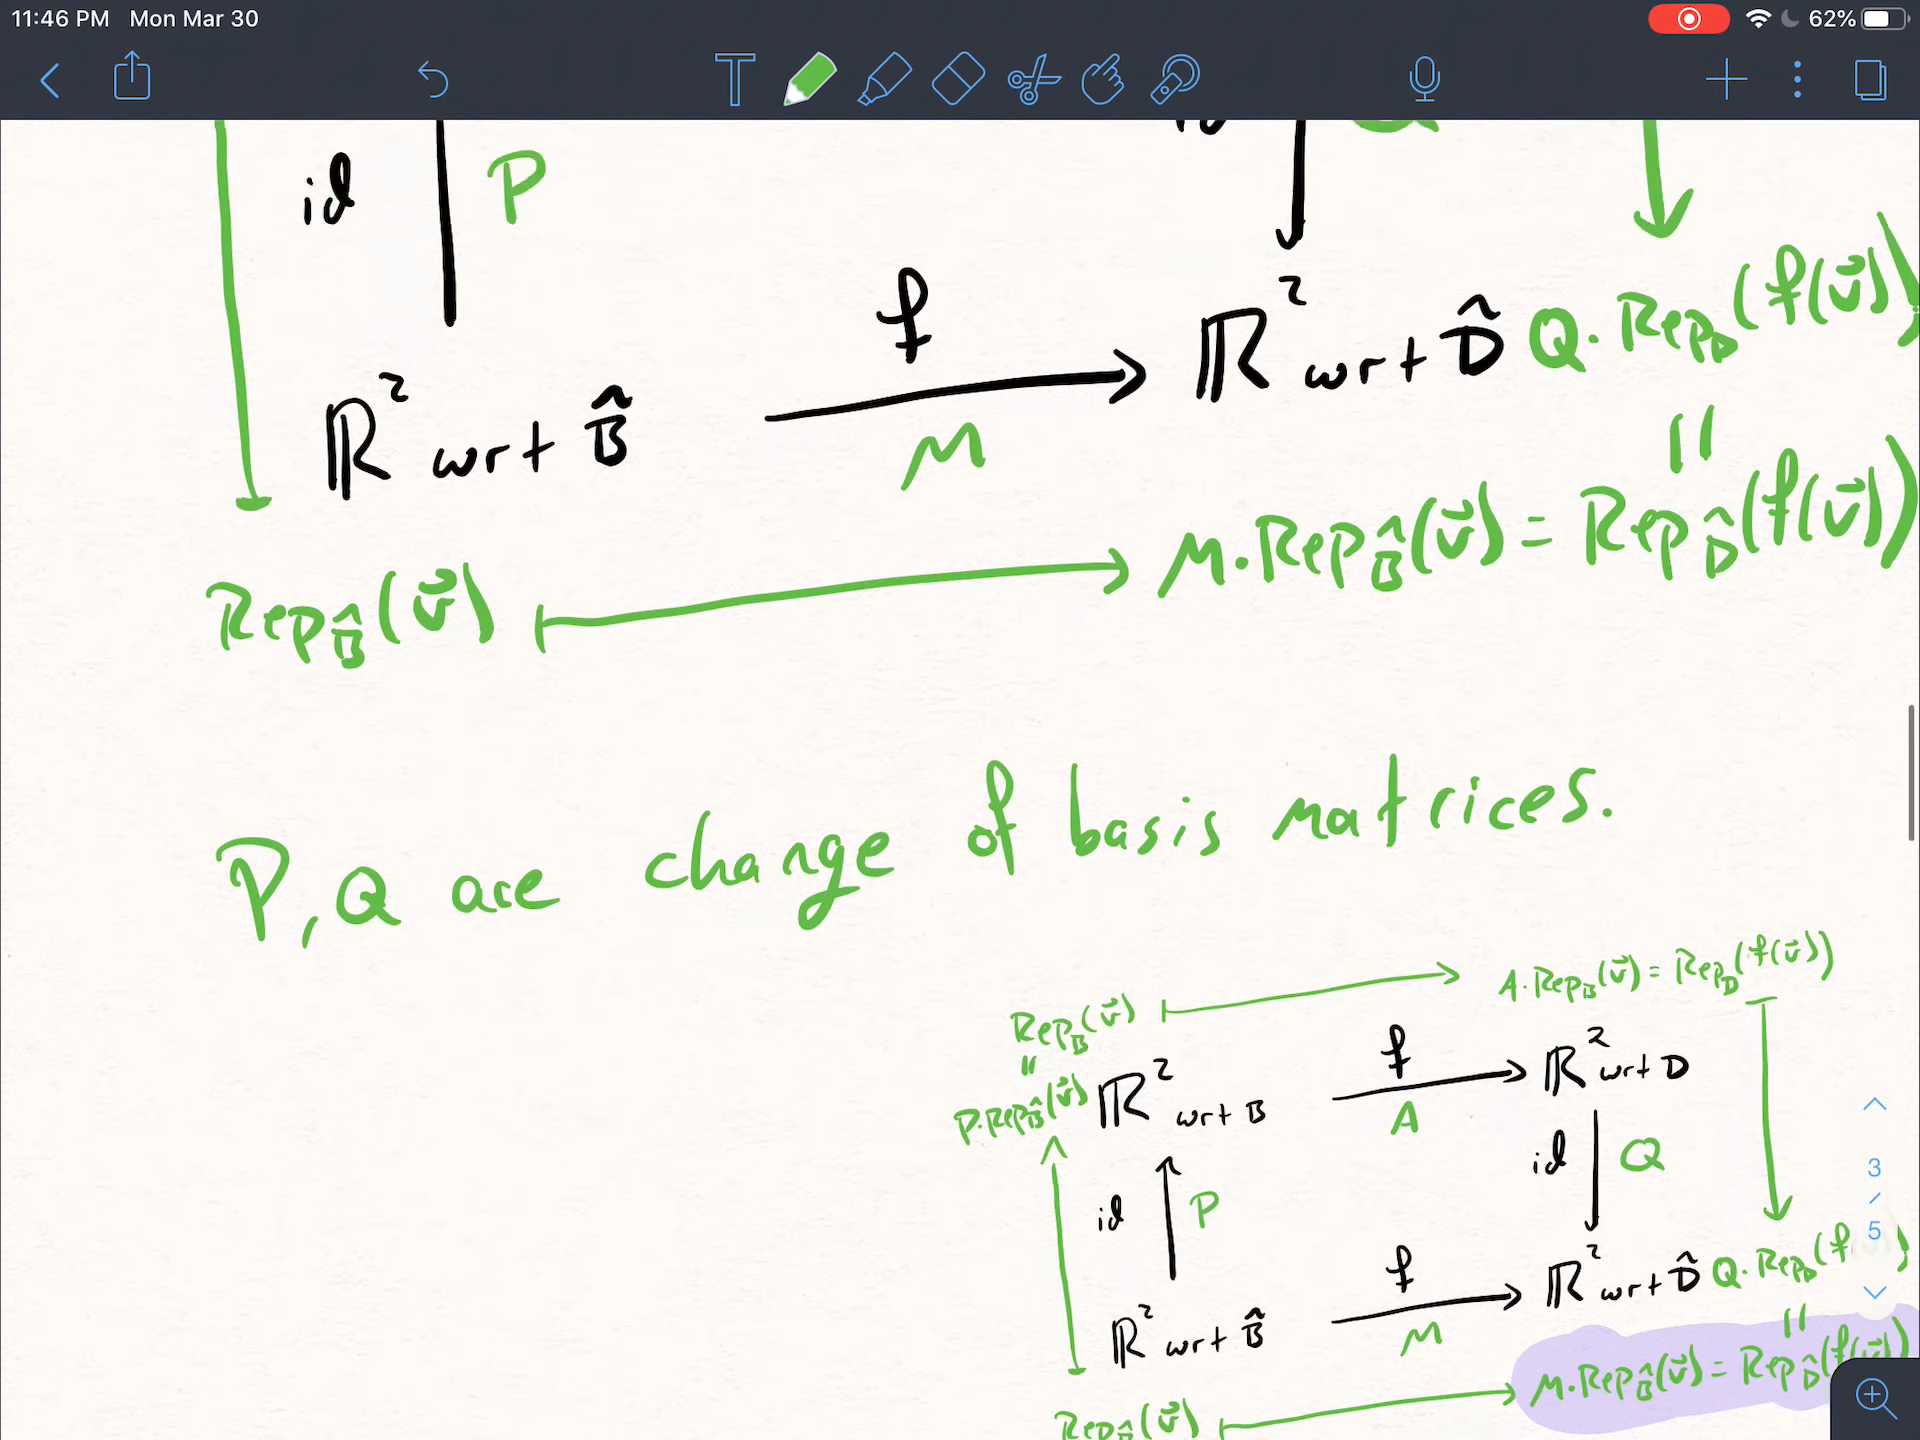 11:46 PM Mon Mar 30 62%
id P
f
ℝ² wrt D̂ Q·Rep_D(f(v⃗))
ℝ² wrt B̂ M =
Rep_B̂(v⃗) M·Rep_B̂(v⃗) = Rep_D̂(f(v⃗))
P, Q are change of basis matrices.
Rep_B(v⃗) A·Rep_B(v⃗) = Rep_D(f(v⃗))
=
P·Rep_B̂(v⃗) ℝ² wrt B f A ℝ² wrt D
id P id Q
3
/
5
ℝ² wrt B̂ f M ℝ² wrt D̂ Q·Rep_D(f
=
Rep_B̂(v⃗) M·Rep_B̂(v⃗) = Rep_D̂(f(v⃗))